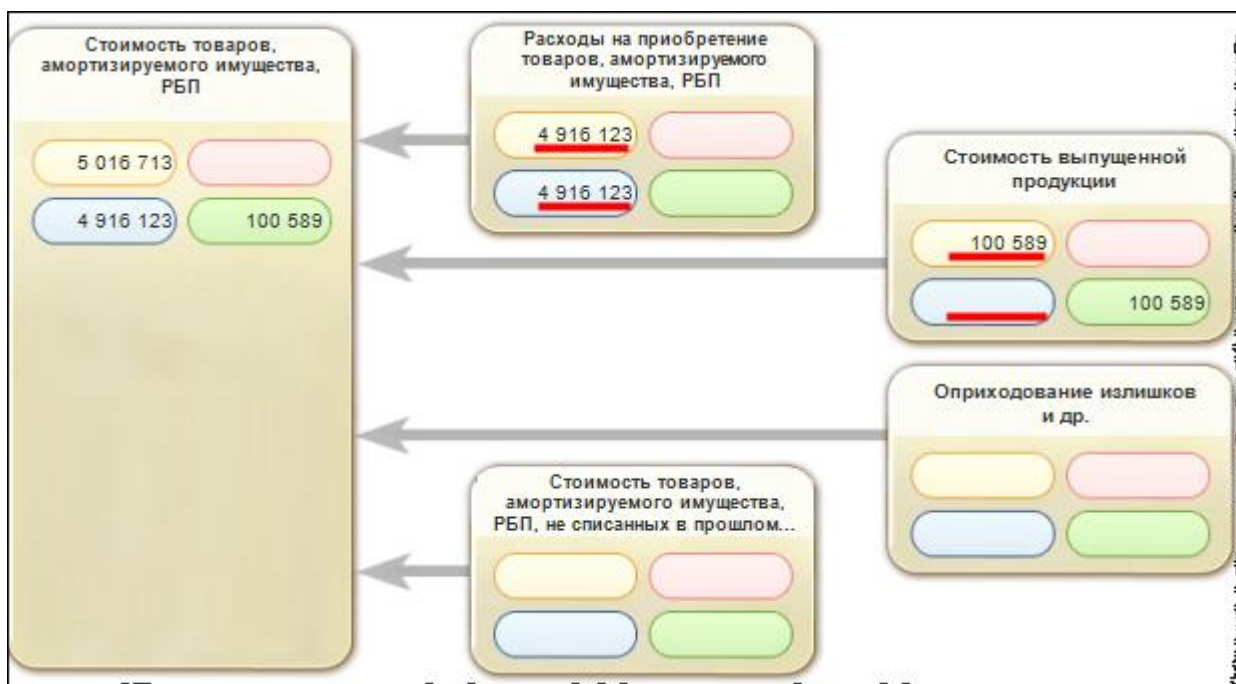 Стоимость товаров,
амортизируемого имущества,
РБП
5 016 713
4 916 123 100 589
Расходы на приобретение
товаров, амортизируемого
имущества, РБП
4 916 123
4 916 123
Стоимость выпущенной
продукции
100 589
100 589
Оприходование излишков
и др.
Стоимость товаров,
амортизируемого имущества,
РБП, не списанных в прошлом...